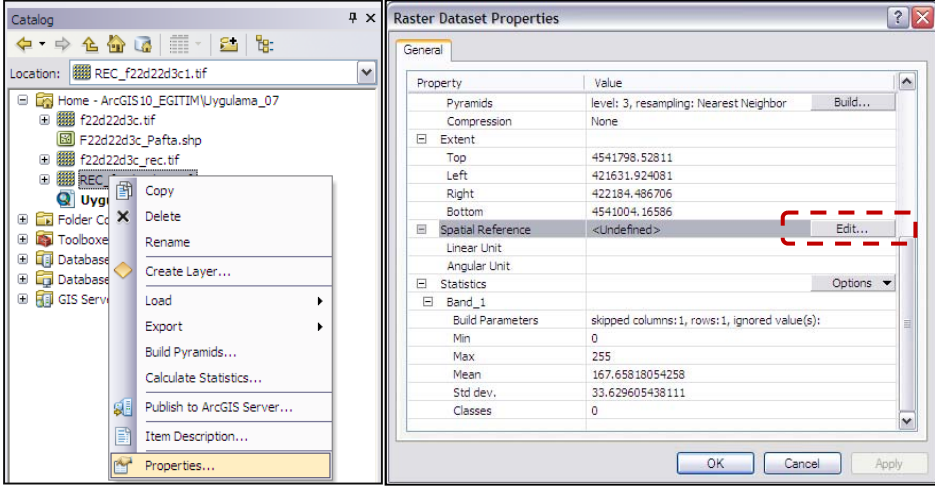 Catalog
Location: REC_f22d22d3c1.tif
Home - ArcGIS10_EGITIM\Uygulama_07
f22d22d3c.tif
F22d22d3c_Pafta.shp
f22d22d3c_rec.tif
REC_
Uygu
Folder Co
Toolboxe
Database
Database
GIS Serv
Copy
Delete
Rename
Create Layer...
Load
Export
Build Pyramids...
Calculate Statistics...
Publish to ArcGIS Server...
Item Description...
Properties...
Raster Dataset Properties
General
Property Value
Pyramids level: 3, resampling: Nearest Neighbor Build...
Compression None
Extent
Top 4541798.52811
Left 421631.924081
Right 422184.486706
Bottom 4541004.16586
Spatial Reference <Undefined> Edit...
Linear Unit
Angular Unit
Statistics Options
Band_1
Build Parameters skipped columns:1, rows:1, ignored value(s):
Min 0
Max 255
Mean 167.65818054258
Std dev. 33.629605438111
Classes 0
OK Cancel Apply